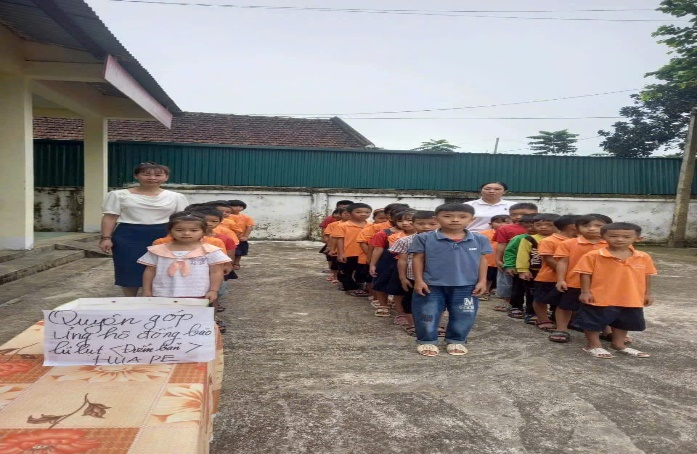 Quyên góp
ủng hộ đồng bào
lũ lụt <Điểm bản>
HUA PE